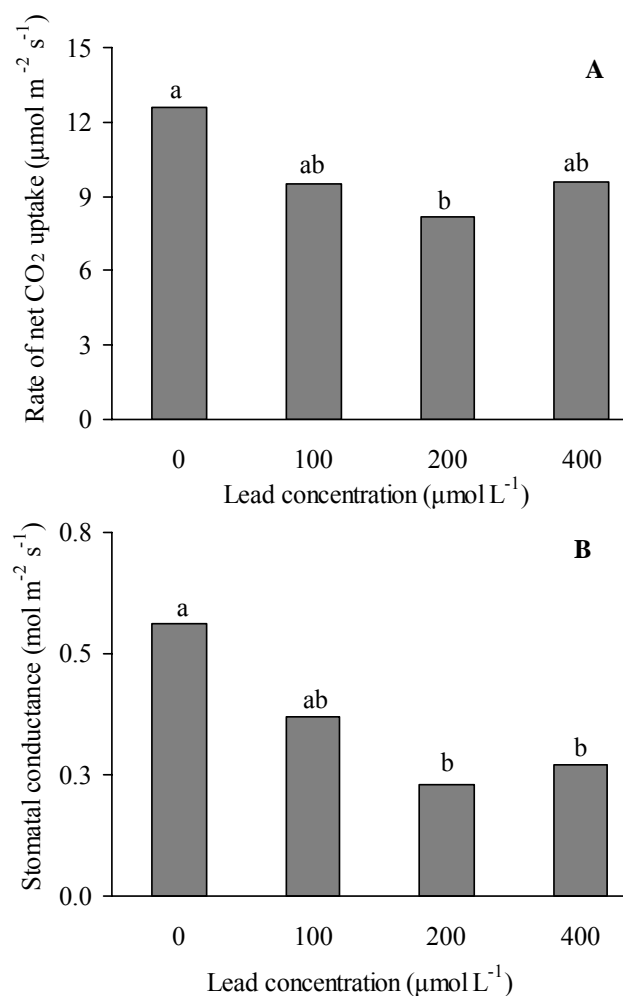 15
A
a
12
ab
ab
b
9
6
3
0
Rate of net CO₂ uptake (µmol m⁻² s⁻¹)
0 100 200 400
Lead concentration (µmol L⁻¹)
0.8
B
a
0.5
ab
b
b
0.3
0.0
Stomatal conductance (mol m⁻² s⁻¹)
0 100 200 400
Lead concentration (µmol L⁻¹)